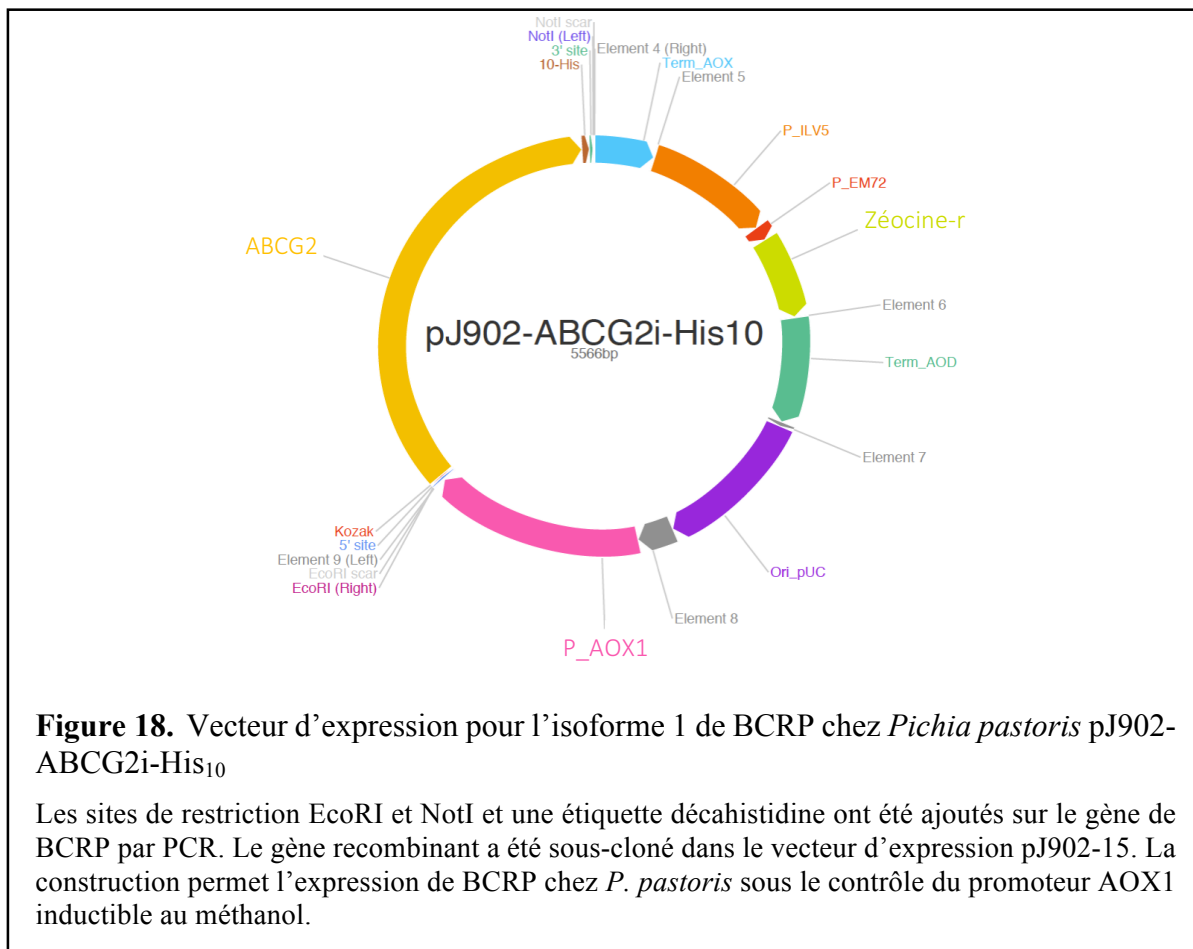 NotI scar
NotI (Left)
3' site
10-His
Element 4 (Right)
Term_AOX
Element 5
P_ILV5
P_EM72
Zéocine-r
Element 6
Term_AOD
Element 7
Ori_pUC
Element 8
P_AOX1
EcoRI (Right)
EcoRI scar
Element 9 (Left)
5' site
Kozak
ABCG2
pJ902-ABCG2i-His10
5566bp
Figure 18. Vecteur d'expression pour l'isoforme 1 de BCRP chez Pichia pastoris pJ902-
ABCG2i-His10
Les sites de restriction EcoRI et NotI et une étiquette décahistidine ont été ajoutés sur le gène de
BCRP par PCR. Le gène recombinant a été sous-cloné dans le vecteur d'expression pJ902-15. La
construction permet l'expression de BCRP chez P. pastoris sous le contrôle du promoteur AOX1
inductible au méthanol.